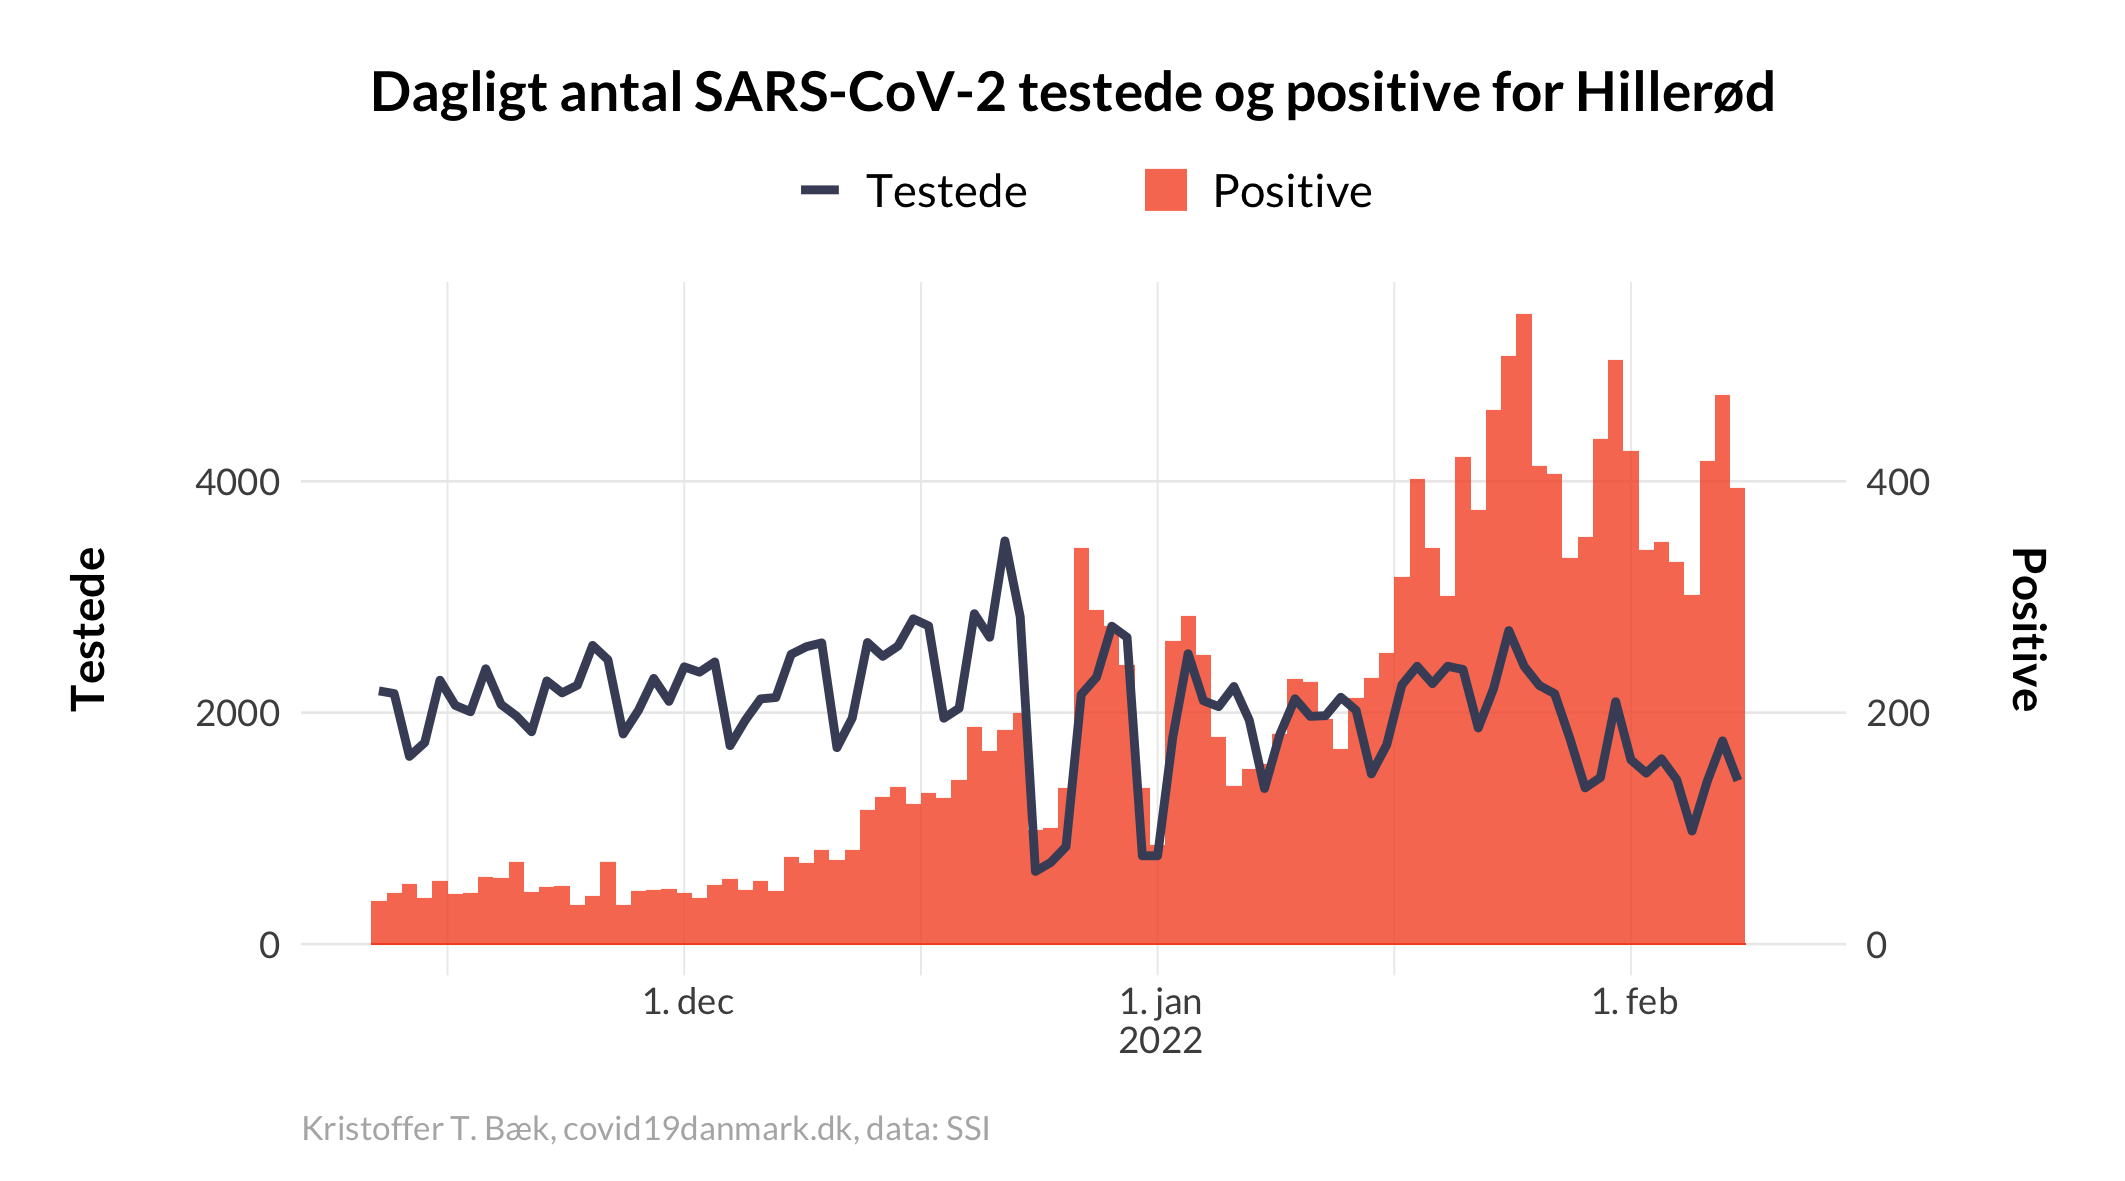 Dagligt antal SARS-CoV-2 testede og positive for Hillerød
Testede
Positive
4000
2000
0
Testede
400
200
0
Positive
1. dec
1. jan
2022
1. feb
Kristoffer T. Bæk, covid19danmark.dk, data: SSI